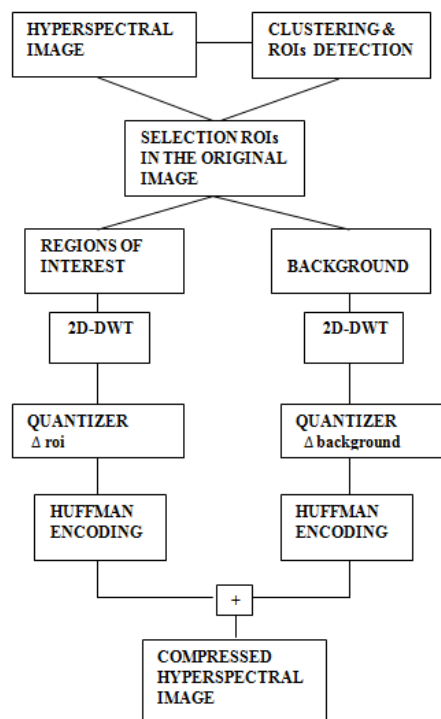 HYPERSPECTRAL
IMAGE
CLUSTERING &
ROIs DETECTION
SELECTION ROIs
IN THE ORIGINAL
IMAGE
REGIONS OF
INTEREST
BACKGROUND
2D-DWT
2D-DWT
QUANTIZER
Δ roi
QUANTIZER
Δ background
HUFFMAN
ENCODING
HUFFMAN
ENCODING
+
COMPRESSED
HYPERSPECTRAL
IMAGE